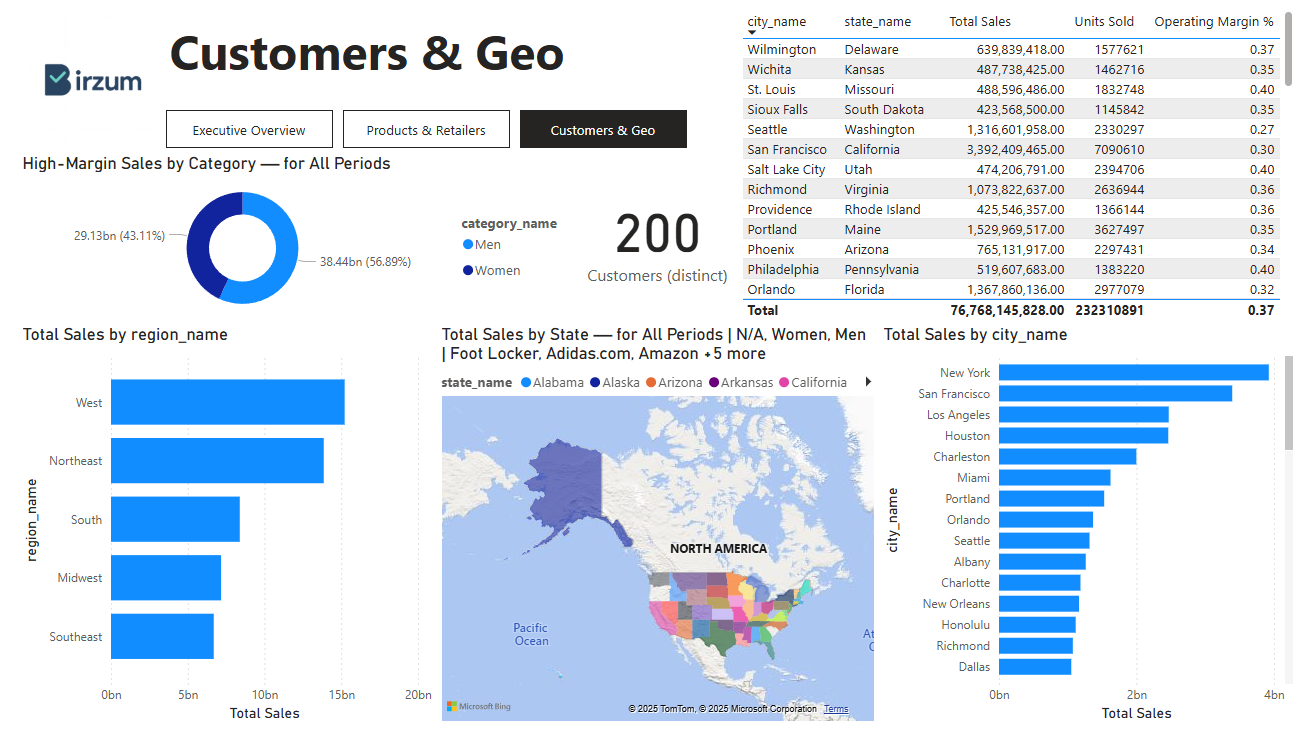 Birzum
Customers & Geo
Executive Overview
Products & Retailers
Customers & Geo
city_name state_name Total Sales Units Sold Operating Margin %
Wilmington Delaware 639,839,418.00 1577621 0.37
Wichita Kansas 487,738,425.00 1462716 0.35
St. Louis Missouri 488,596,486.00 1832748 0.40
Sioux Falls South Dakota 423,568,500.00 1145842 0.35
Seattle Washington 1,316,601,958.00 2330297 0.27
San Francisco California 3,392,409,465.00 7090610 0.30
Salt Lake City Utah 474,206,791.00 2394706 0.40
Richmond Virginia 1,073,822,637.00 2636944 0.36
Providence Rhode Island 425,546,357.00 1366144 0.36
Portland Maine 1,529,969,517.00 3627497 0.35
Phoenix Arizona 765,131,917.00 2297431 0.34
Philadelphia Pennsylvania 519,607,683.00 1383220 0.40
Orlando Florida 1,367,860,136.00 2977079 0.32
Total 76,768,145,828.00 232310891 0.37
High-Margin Sales by Category — for All Periods
29.13bn (43.11%)
38.44bn (56.89%)
category_name
Men
Women
200
Customers (distinct)
Total Sales by region_name
region_name
West
Northeast
South
Midwest
Southeast
0bn 5bn 10bn 15bn 20bn
Total Sales
Total Sales by State — for All Periods | N/A, Women, Men
| Foot Locker, Adidas.com, Amazon +5 more
state_name Alabama Alaska Arizona Arkansas California
NORTH AMERICA
Pacific
Ocean
At
Microsoft Bing
© 2025 TomTom, © 2025 Microsoft Corporation Terms
Total Sales by city_name
city_name
New York
San Francisco
Los Angeles
Houston
Charleston
Miami
Portland
Orlando
Seattle
Albany
Charlotte
New Orleans
Honolulu
Richmond
Dallas
0bn 2bn 4bn
Total Sales